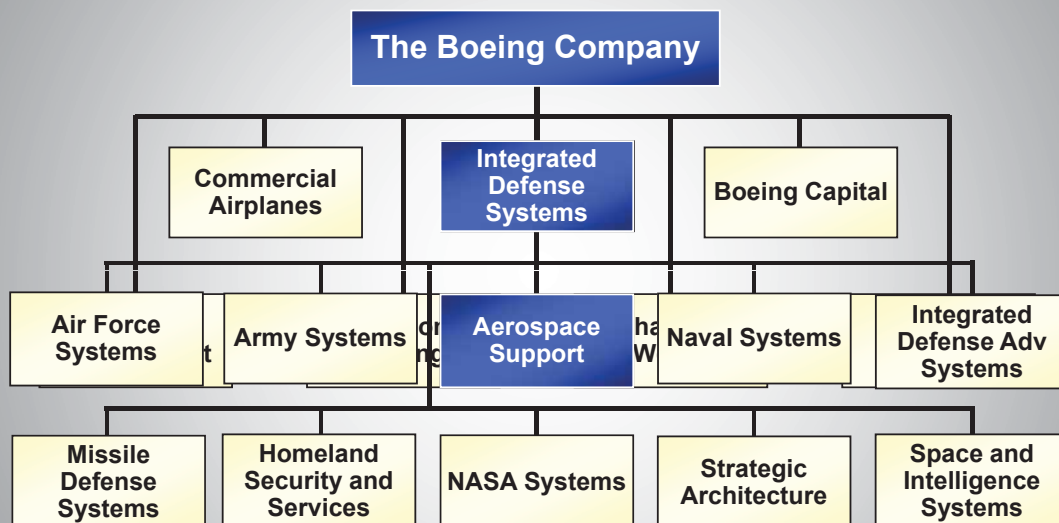 The Boeing Company
Commercial
Airplanes
Integrated
Defense
Systems
Boeing Capital
Air Force
Systems
Army Systems
Aerospace
Support
Naval Systems
Integrated
Defense Adv
Systems
Missile
Defense
Systems
Homeland
Security and
Services
NASA Systems
Strategic
Architecture
Space and
Intelligence
Systems